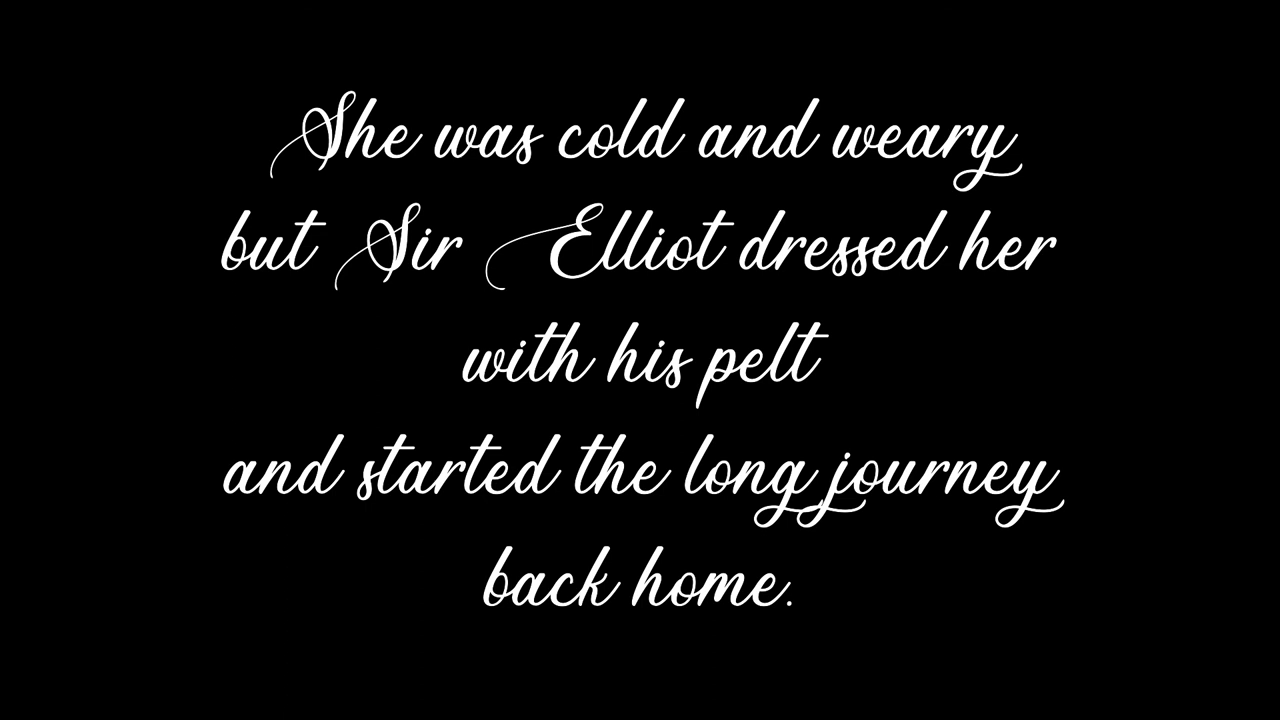 She was cold and weary
but Sir Elliot dressed her
with his pelt
and started the long journey
back home.